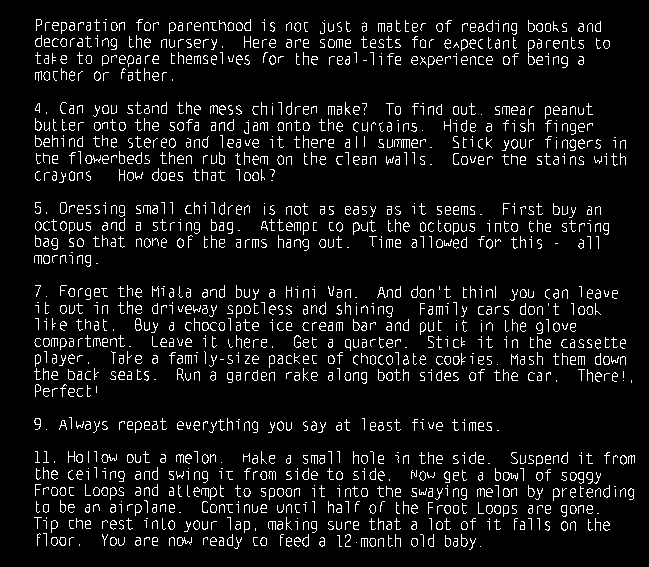 Preparation for parenthood is not just a matter of reading books and
decorating the nursery. Here are some tests for expectant parents to
take to prepare themselves for the real-life experience of being a
mother or father.
4. Can you stand the mess children make? To find out. smear peanut
butter onto the sofa and jam onto the curtains. Hide a fish finger
behind the stereo and leave it there all summer. Stick your fingers in
the flowerbeds then rub them on the clean walls. Cover the stains with
crayons How does that look?
5. Dressing small children is not as easy as it seems. First buy an
octopus and a string bag. Attempt to put the octopus into the string
bag so that none of the arms hang out. Time allowed for this - all
morning.
7. Forget the Miata and buy a Mini Van. And don't think you can leave
it out in the driveway spotless and shining Family cars don't look
like that. Buy a chocolate ice cream bar and put it in the glove
compartment. Leave it there. Get a quarter. Stick it in the cassette
player. Take a family-size packet of chocolate cookies. Mash them down
the back seats. Run a garden rake along both sides of the car. There!,
Perfect!
9. Always repeat everything you say at least five times.
11. Hollow out a melon. Make a small hole in the side. Suspend it from
the ceiling and swing it from side to side. Now get a bowl of soggy
Froot Loops and attempt to spoon it into the swaying melon by pretending
to be an airplane. Continue until half of the Froot Loops are gone.
Tip the rest into your lap, making sure that a lot of it falls on the
floor. You are now ready to feed a 12-month old baby.